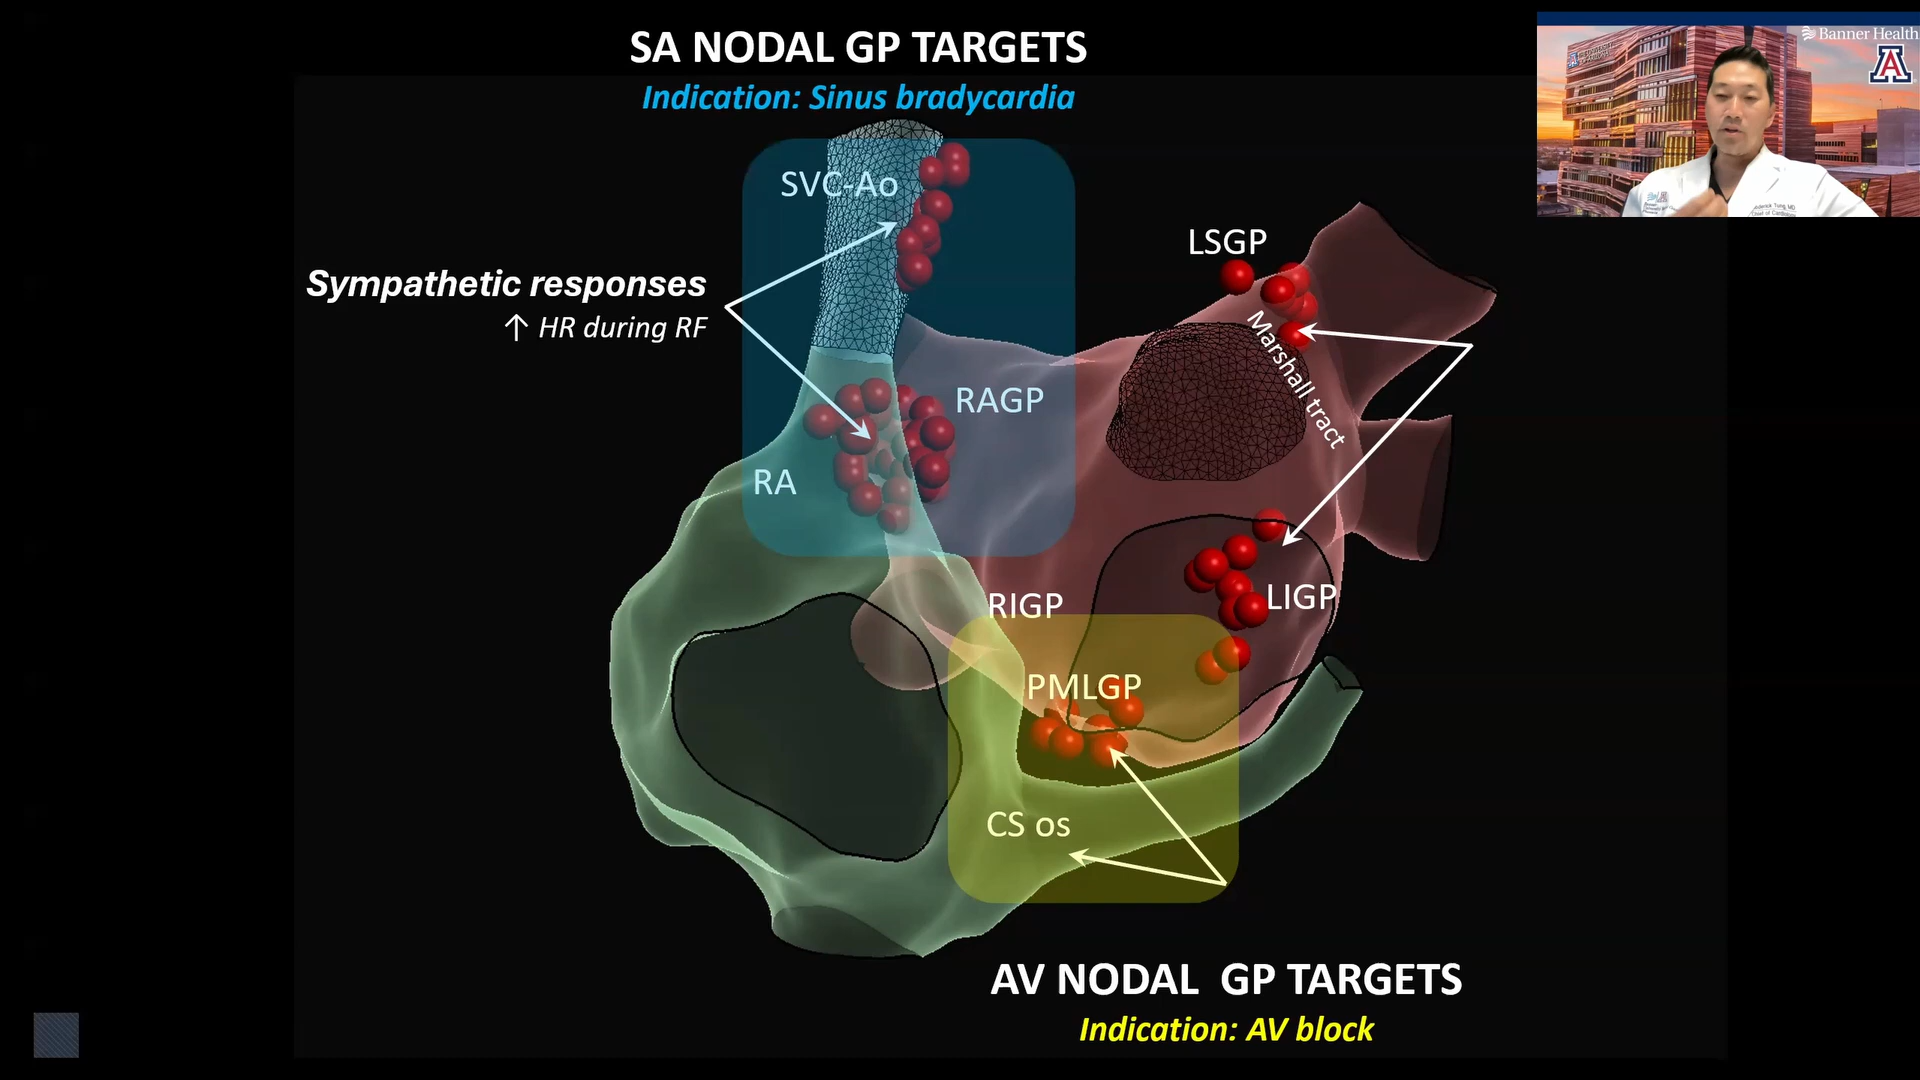 SA NODAL GP TARGETS
Indication: Sinus bradycardia
Banner Health
A
SVC-Ao
LSGP
Sympathetic responses
↑ HR during RF
Marshall tract
RAGP
RA
LIGP
RIGP
PMLGP
CS os
AV NODAL GP TARGETS
Indication: AV block